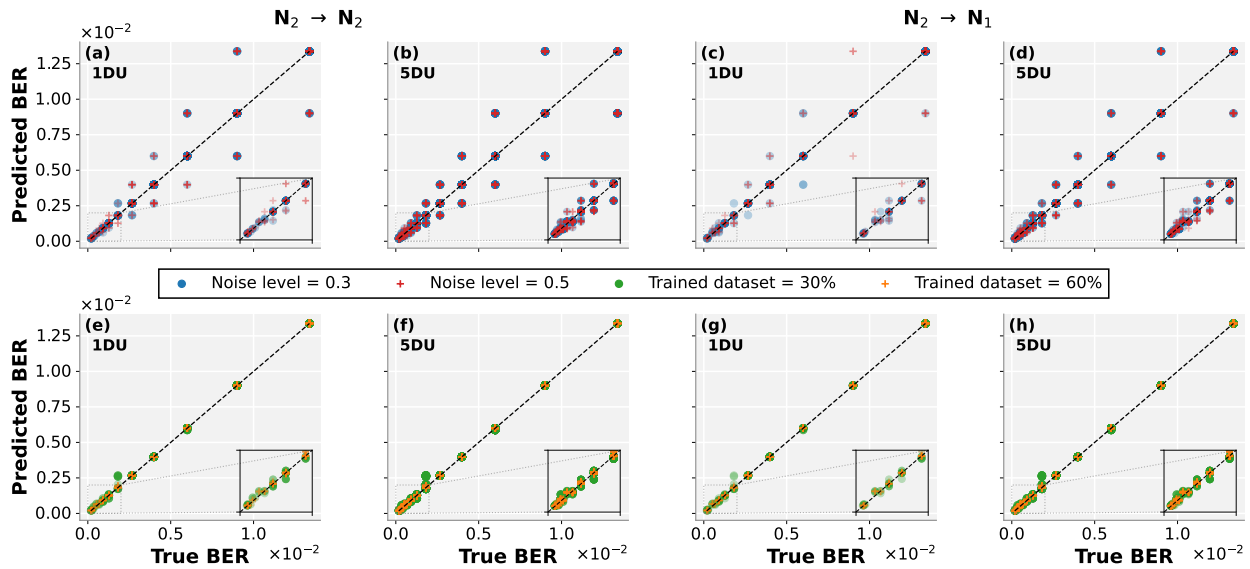 N₂ → N₂
N₂ → N₁
×10⁻²
(a)
1DU
(b)
5DU
(c)
1DU
(d)
5DU
Predicted BER
1.25
1.00
0.75
0.50
0.25
0.00
Noise level = 0.3
Noise level = 0.5
Trained dataset = 30%
Trained dataset = 60%
×10⁻²
(e)
1DU
(f)
5DU
(g)
1DU
(h)
5DU
Predicted BER
1.25
1.00
0.75
0.50
0.25
0.00
0.0 0.5 1.0
0.0 0.5 1.0
0.0 0.5 1.0
0.0 0.5 1.0
True BER ×10⁻²
True BER ×10⁻²
True BER ×10⁻²
True BER ×10⁻²